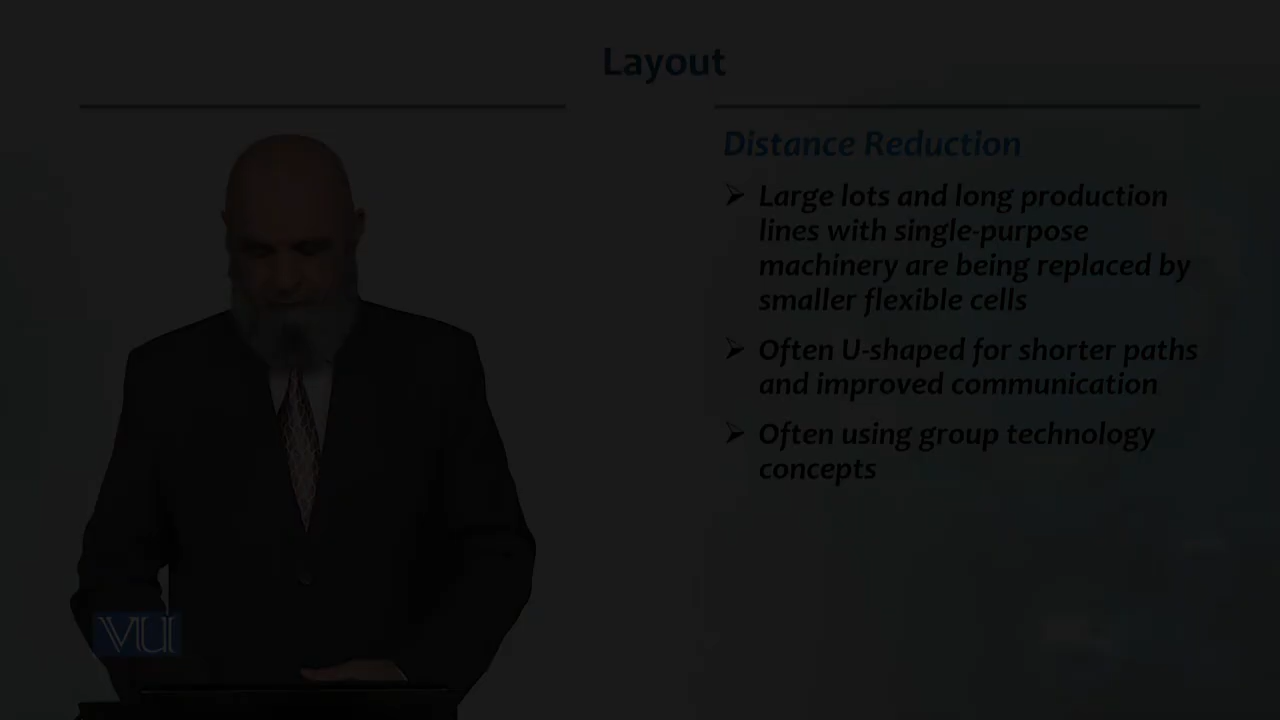 Layout
Distance Reduction
➢ Large lots and long production
lines with single-purpose
machinery are being replaced by
smaller flexible cells
➢ Often U-shaped for shorter paths
and improved communication
➢ Often using group technology
concepts
VU